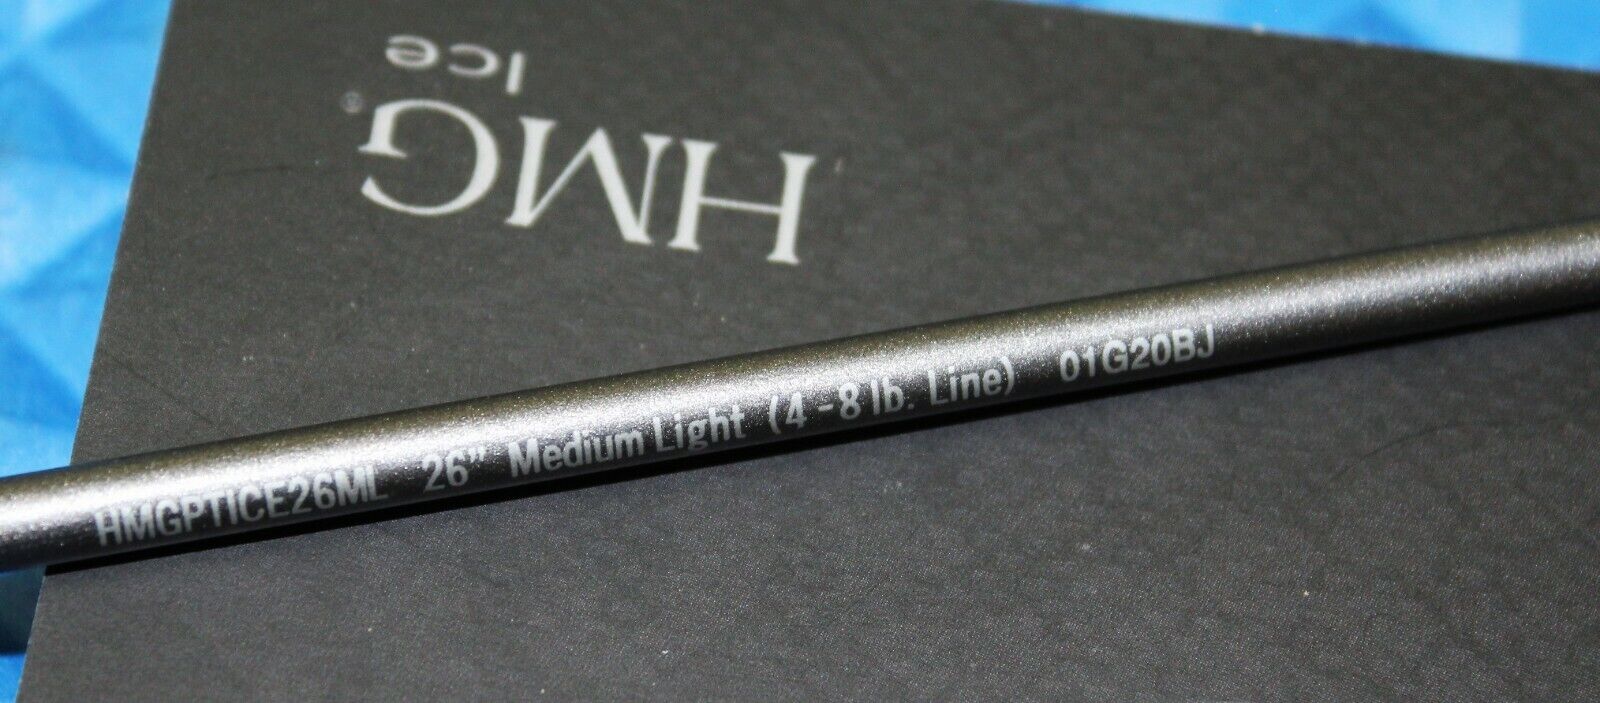 HMG®
Ice
HMGPTICE26ML 26" Medium Light (4-8 lb. Line) 01G20BJ